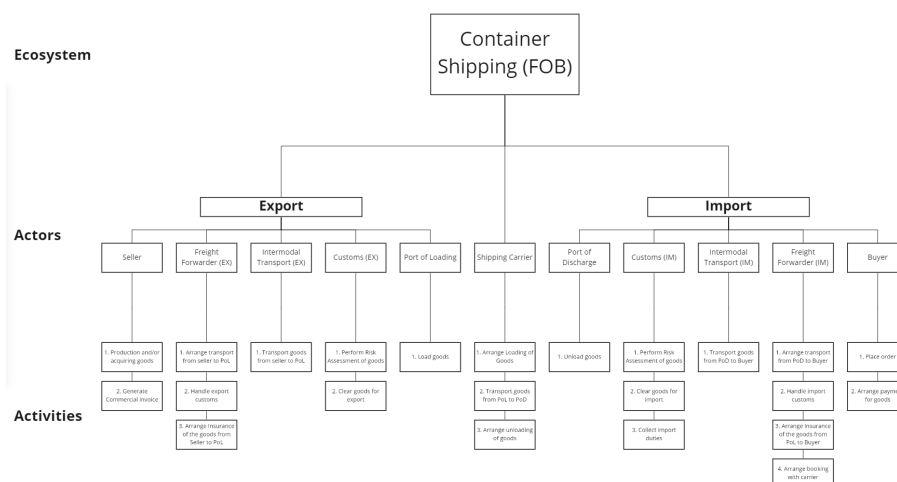 Container
Shipping (FOB)
Ecosystem
Export
Import
Actors
Seller
Freight
Forwarder (EX)
Intermodal
Transport (EX)
Customs (EX)
Port of Loading
Shipping Carrier
Port of
Discharge
Customs (IM)
Intermodal
Transport (IM)
Freight
Forwarder (IM)
Buyer
1. Production and/or
acquiring goods
1. Arrange transport
from seller to PoL
1. Transport goods
from seller to PoL
1. Perform Risk
Assessment of goods
1. Load goods
1. Arrange Loading of
Goods
1. Unload goods
1. Perform Risk
Assessment of goods
1. Transport goods
from PoD to Buyer
1. Arrange transport
from PoD to Buyer
1. Place order
2. Generate
Commercial Invoice
2. Handle export
customs
2. Clear goods for
export
2. Transport goods
from PoL to PoD
2. Clear goods for
import
2. Handle import
customs
2. Arrange payme
for goods
Activities
3. Arrange Insurance
of the goods from
Seller to PoL
3. Arrange unloading
of goods
3. Collect import
duties
3. Arrange Insurance
of the goods from
PoL to Buyer
4. Arrange booking
with carrier